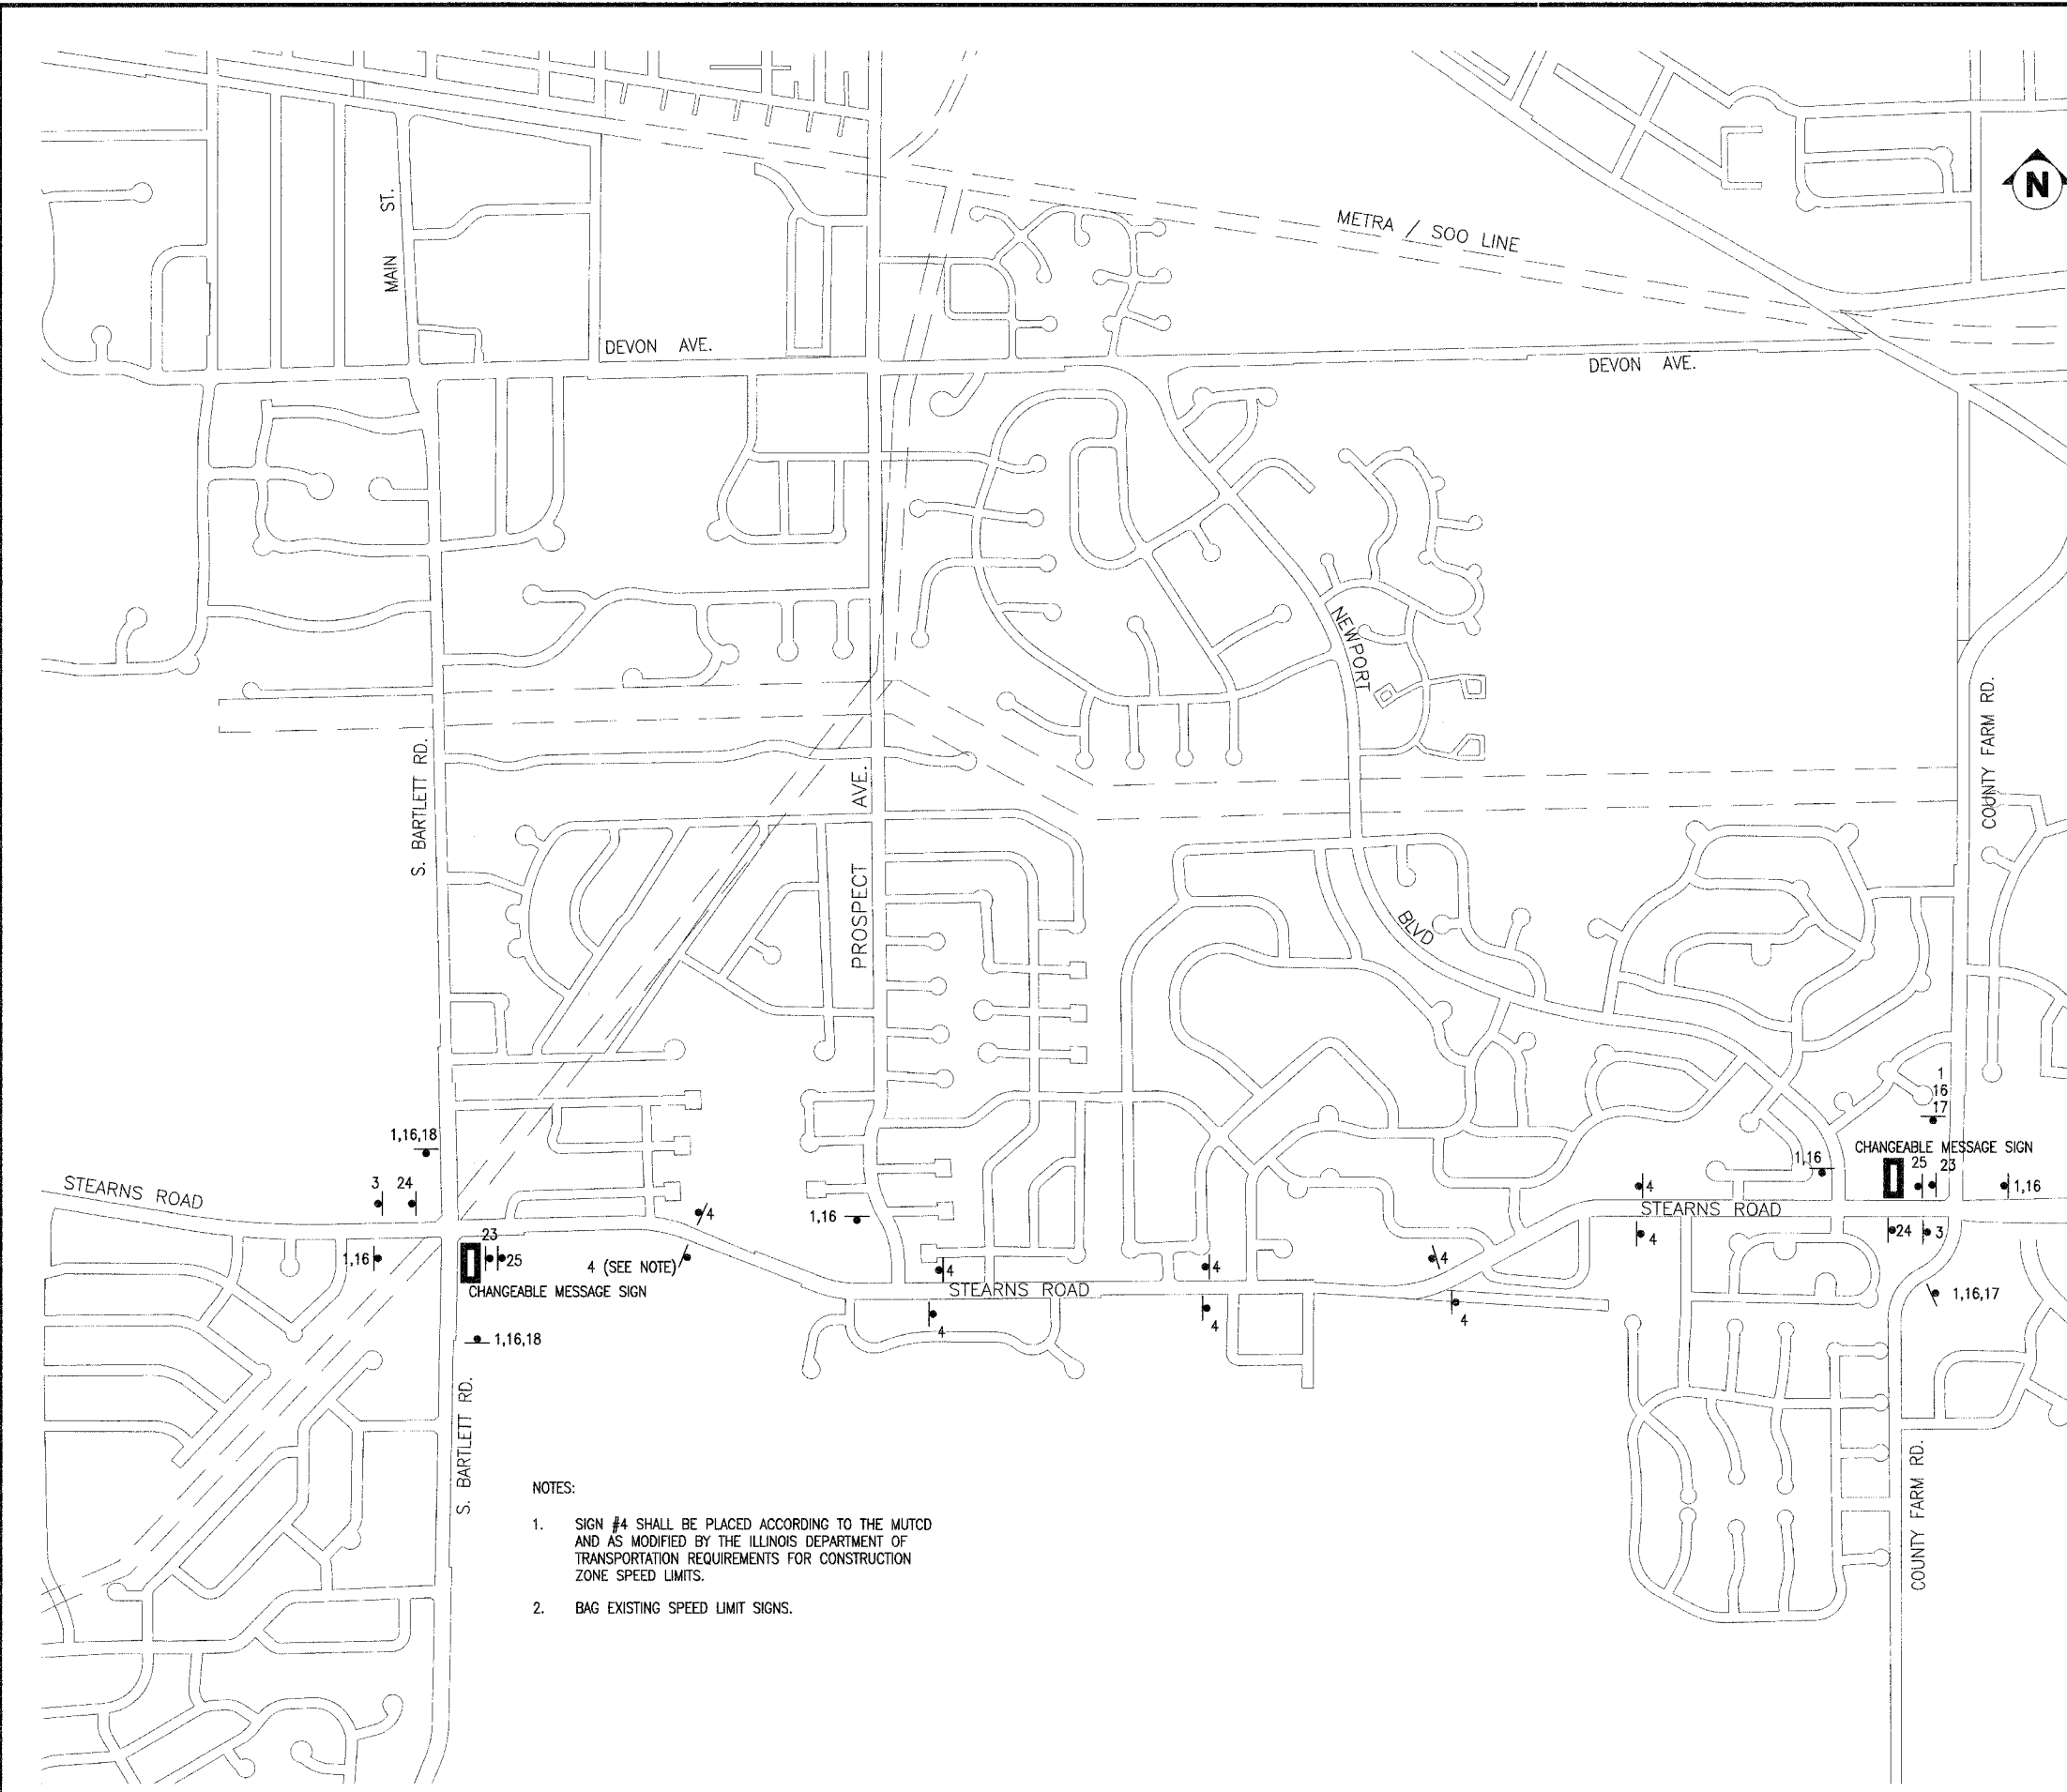 N
METRA / SOO LINE
MAIN ST.
DEVON AVE.
DEVON AVE.
NEWPORT
BLVD
COUNTY FARM RD.
S. BARTLETT RD.
PROSPECT AVE.
1
16
17
1,16,18
CHANGEABLE MESSAGE SIGN
1,16
25 23
STEARNS ROAD
3 24
4
4
1,16
1,16
STEARNS ROAD
4
24
3
23
25
1,16
4 (SEE NOTE)
4
4
4
CHANGEABLE MESSAGE SIGN
STEARNS ROAD
1,16,17
4
4
4
1,16,18
S. BARTLETT RD.
COUNTY FARM RD.
NOTES:
1. SIGN #4 SHALL BE PLACED ACCORDING TO THE MUTCD
AND AS MODIFIED BY THE ILLINOIS DEPARTMENT OF
TRANSPORTATION REQUIREMENTS FOR CONSTRUCTION
ZONE SPEED LIMITS.
2. BAG EXISTING SPEED LIMIT SIGNS.